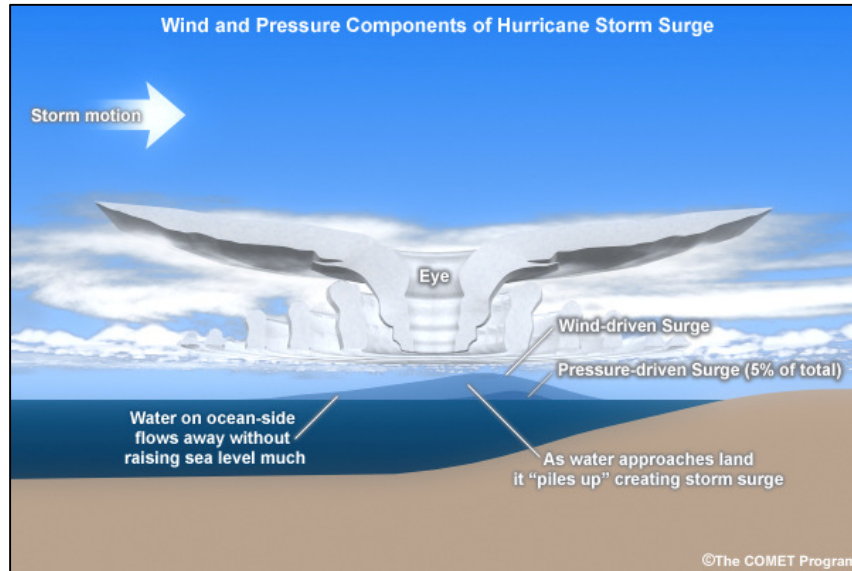 Wind and Pressure Components of Hurricane Storm Surge
Storm motion
Eye
Wind-driven Surge
Pressure-driven Surge (5% of total)
Water on ocean-side
flows away without
raising sea level much
As water approaches land
it “piles up” creating storm surge
©The COMET Program